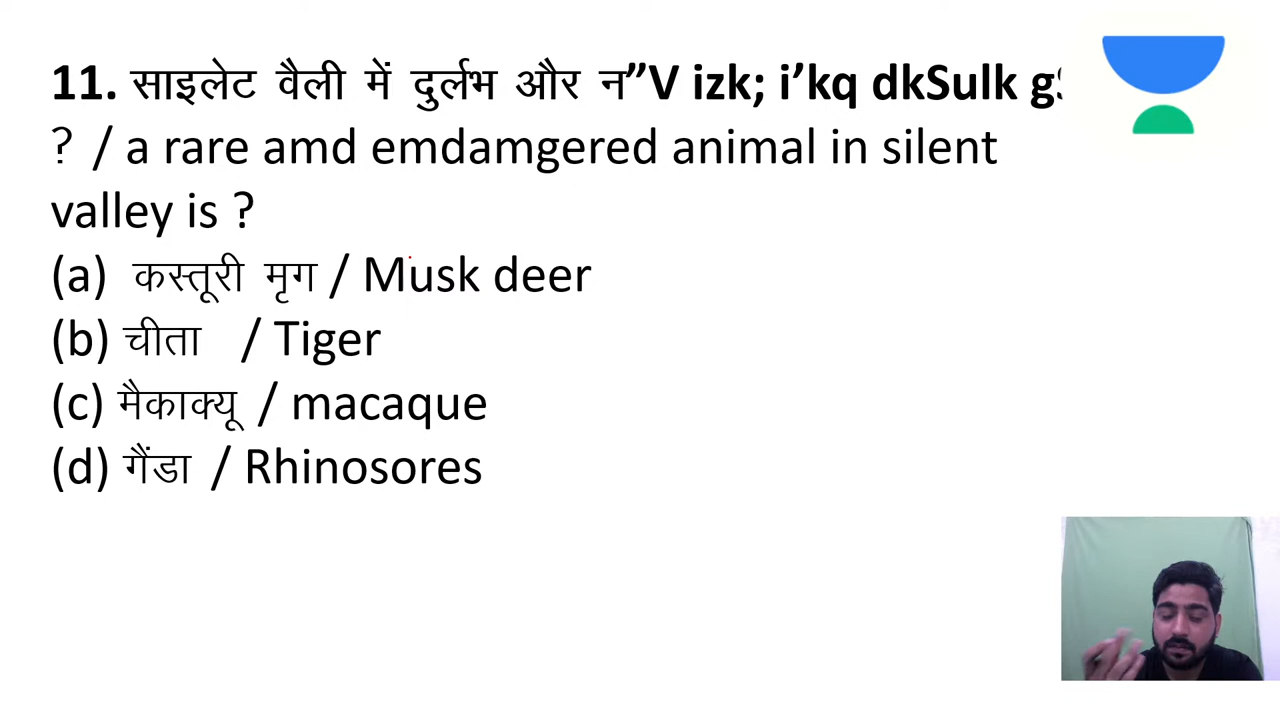 11. साइलेट वैली में दुर्लभ और न”V izk; i’kq dkSulk gS
? / a rare amd emdamgered animal in silent
valley is ?
(a) कस्तूरी मृग / Musk deer
(b) चीता / Tiger
(c) मैकाक्यू / macaque
(d) गैंडा / Rhinosores